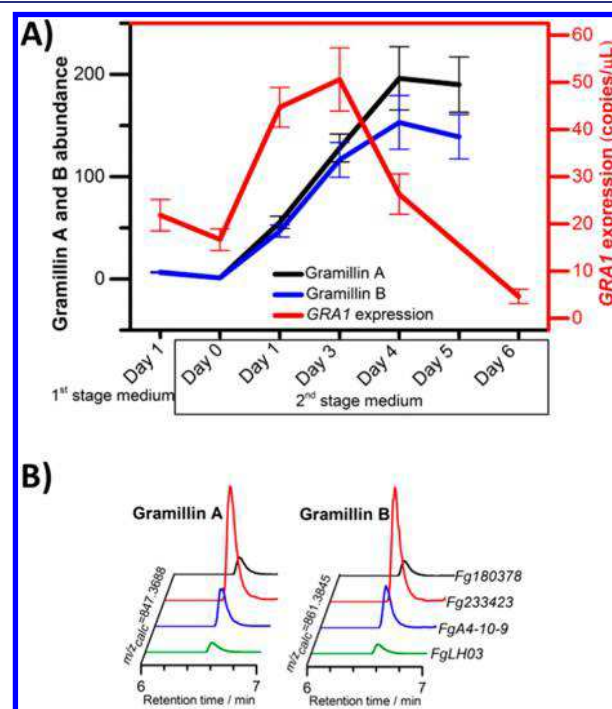 A)
Gramillin A and B abundance
200
100
0
60
50
40
30
20
10
0
GRA1 expression (copies/μL)
Gramillin A
Gramillin B
GRA1 expression
Day 1
Day 0
Day 1
Day 3
Day 4
Day 5
Day 6
1st stage medium
2nd stage medium
B)
Gramillin A
Gramillin B
m/z calc=847.3688
m/z calc=861.3845
Fg180378
Fg233423
FgA4-10-9
FgLH03
6
7
6
7
Retention time / min
Retention time / min